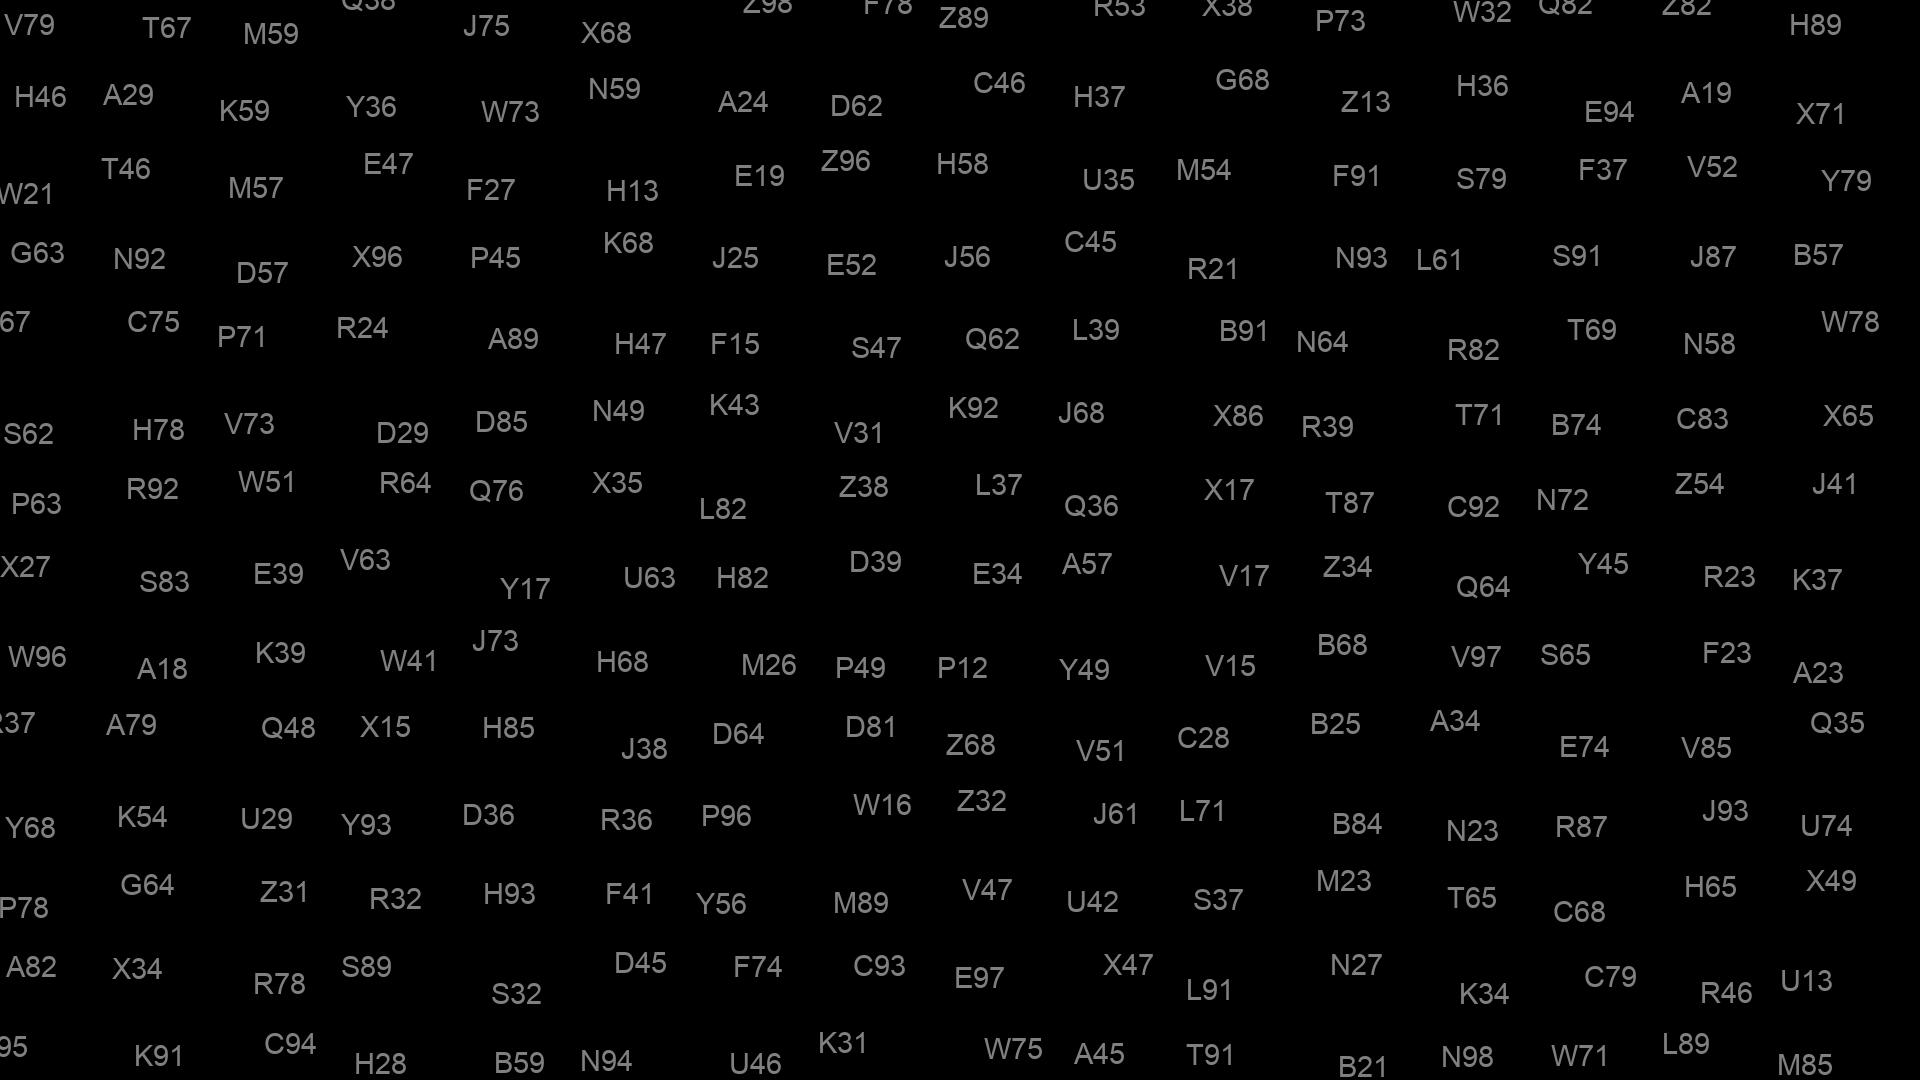 V79 T67 M59 Q38 J75 X68 Z98 F78 Z89 R53 X38 P73 W32 Q82 Z82 H89
H46 A29 K59 Y36 W73 N59 A24 D62 C46 H37 G68 Z13 H36 E94 A19 X71
W21 T46 M57 E47 F27 H13 E19 Z96 H58 U35 M54 F91 S79 F37 V52 Y79
G63 N92 D57 X96 P45 K68 J25 E52 J56 C45 R21 N93 L61 S91 J87 B57
C75 P71 R24 A89 H47 F15 S47 Q62 L39 B91 N64 R82 T69 N58 W78
S62 H78 V73 D29 D85 N49 K43 V31 K92 J68 X86 R39 T71 B74 C83 X65
P63 R92 W51 R64 Q76 X35 L82 Z38 L37 Q36 X17 T87 C92 N72 Z54 J41
X27 S83 E39 V63 Y17 U63 H82 D39 E34 A57 V17 Z34 Q64 Y45 R23 K37
W96 A18 K39 W41 J73 H68 M26 P49 P12 Y49 V15 B68 V97 S65 F23 A23
A79 Q48 X15 H85 J38 D64 D81 Z68 V51 C28 B25 A34 E74 V85 Q35
Y68 K54 U29 Y93 D36 R36 P96 W16 Z32 J61 L71 B84 N23 R87 J93 U74
P78 G64 Z31 R32 H93 F41 Y56 M89 V47 U42 S37 M23 T65 C68 H65 X49
A82 X34 R78 S89 S32 D45 F74 C93 E97 X47 L91 N27 K34 C79 R46 U13
K91 C94 H28 B59 N94 U46 K31 W75 A45 T91 B21 N98 W71 L89 M85